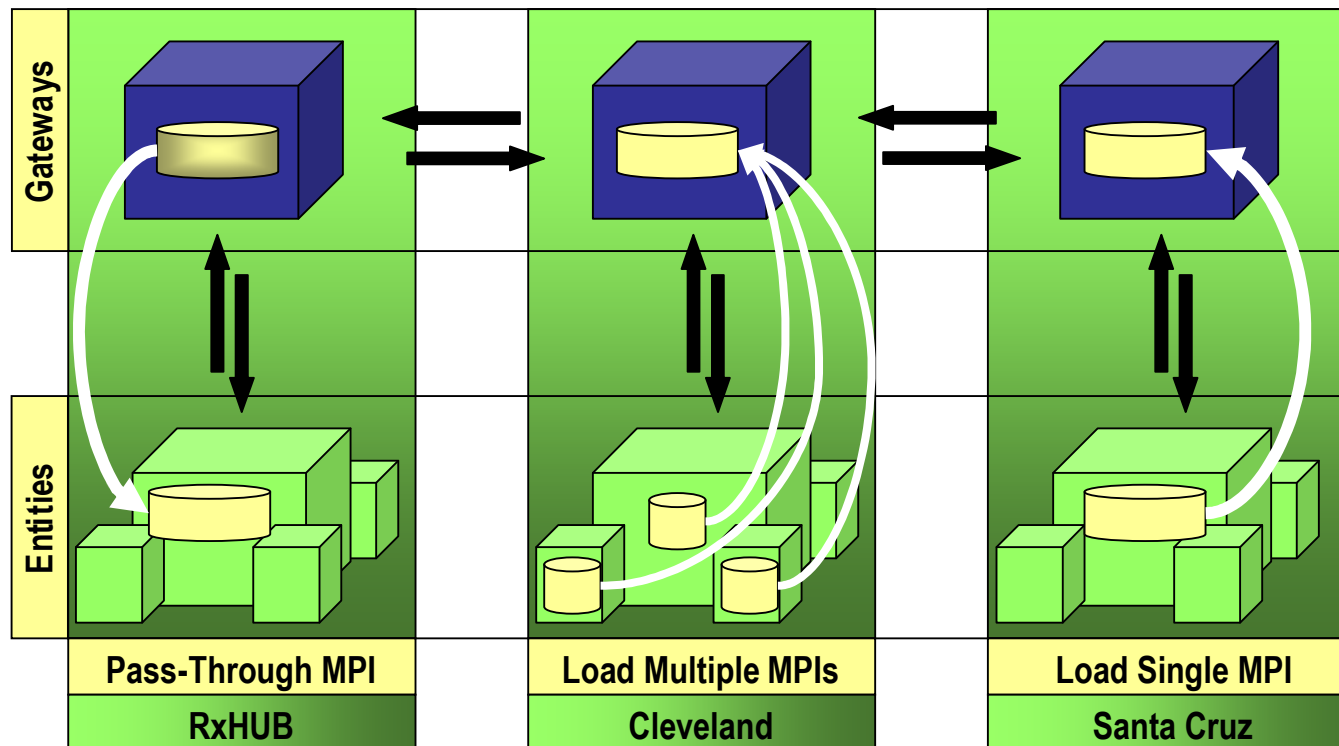 Gateways
Entities
Pass-Through MPI
Load Multiple MPIs
Load Single MPI
RxHUB
Cleveland
Santa Cruz